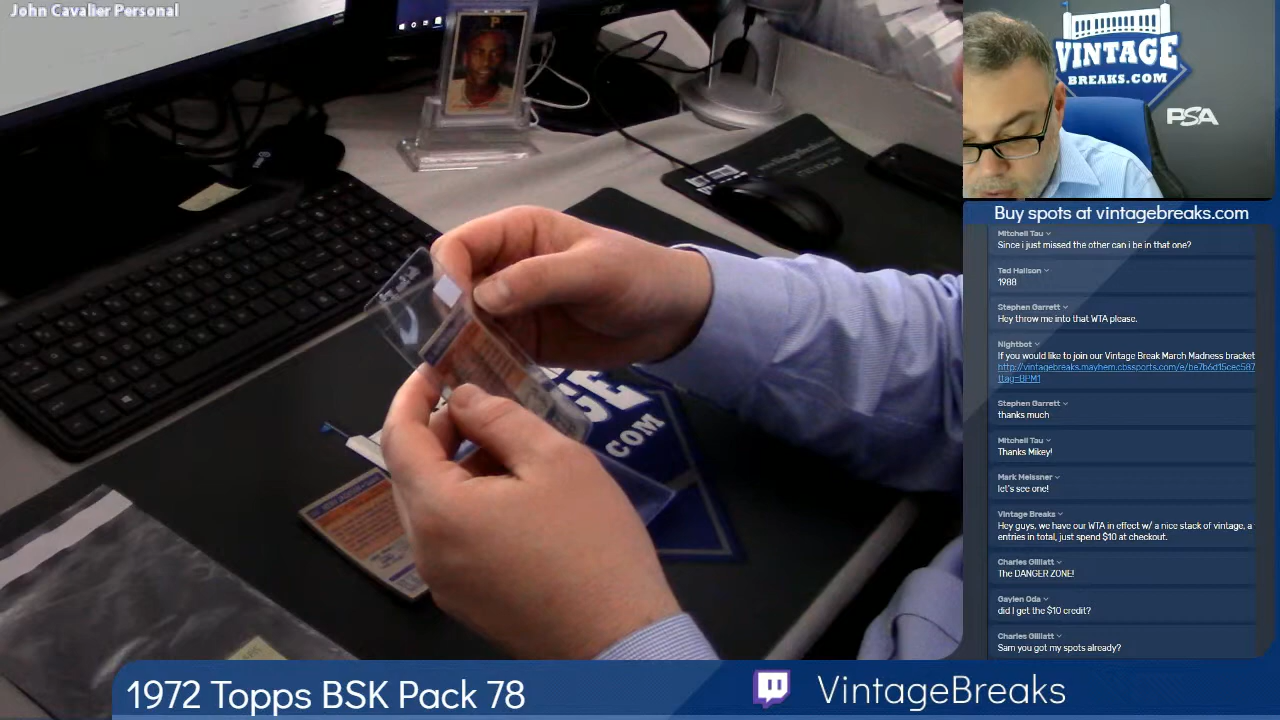 John Cavalier Personal
P
acer
VINTAGE
BREAKS.COM
PSA
GE
COM
Buy spots at vintagebreaks.com
Mitchell Tau
Since i just missed the other can i be in that one?
Ted Hallson
1988
Stephen Garrett
Hey throw me into that WTA please.
Nightbot
If you would like to join our Vintage Break March Madness bracket
Stephen Garrett
thanks much
Mitchell Tau
Thanks Mikey!
Mark Meissner
let's see one!
Vintage Breaks
Hey guys, we have our WTA in effect w/ a nice stack of vintage, a
entries in total, just spend $10 at checkout.
Charles Gilliatt
The DANGER ZONE!
Gaylen Oda
did I get the $10 credit?
Charles Gilliatt
Sam you got my spots already?
1972 Topps BSK Pack 78
VintageBreaks